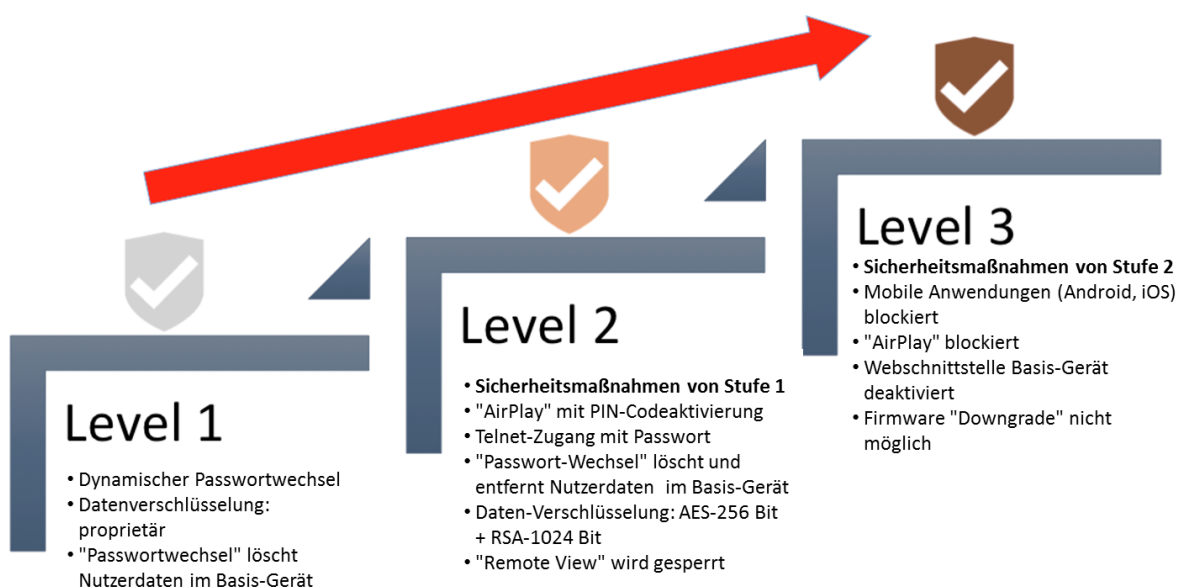 Level 1
• Dynamischer Passwortwechsel
• Datenverschlüsselung:
proprietär
• "Passwortwechsel" löscht
Nutzerdaten im Basis-Gerät
Level 2
• Sicherheitsmaßnahmen von Stufe 1
• "AirPlay" mit PIN-Codeaktivierung
• Telnet-Zugang mit Passwort
• "Passwort-Wechsel" löscht und
entfernt Nutzerdaten im Basis-Gerät
• Daten-Verschlüsselung: AES-256 Bit
+ RSA-1024 Bit
• "Remote View" wird gesperrt
Level 3
• Sicherheitsmaßnahmen von Stufe 2
• Mobile Anwendungen (Android, iOS)
blockiert
• "AirPlay" blockiert
• Webschnittstelle Basis-Gerät
deaktiviert
• Firmware "Downgrade" nicht
möglich